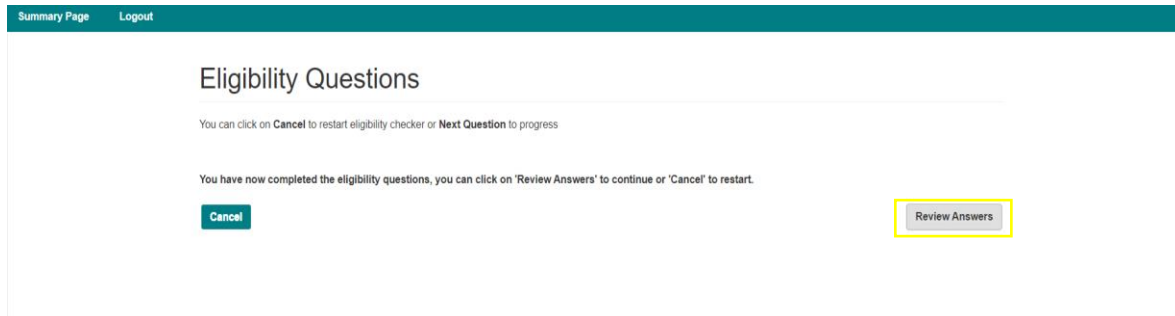 Summary Page Logout
Eligibility Questions
You can click on Cancel to restart eligibility checker or Next Question to progress
You have now completed the eligibility questions, you can click on 'Review Answers' to continue or 'Cancel' to restart.
Cancel Review Answers